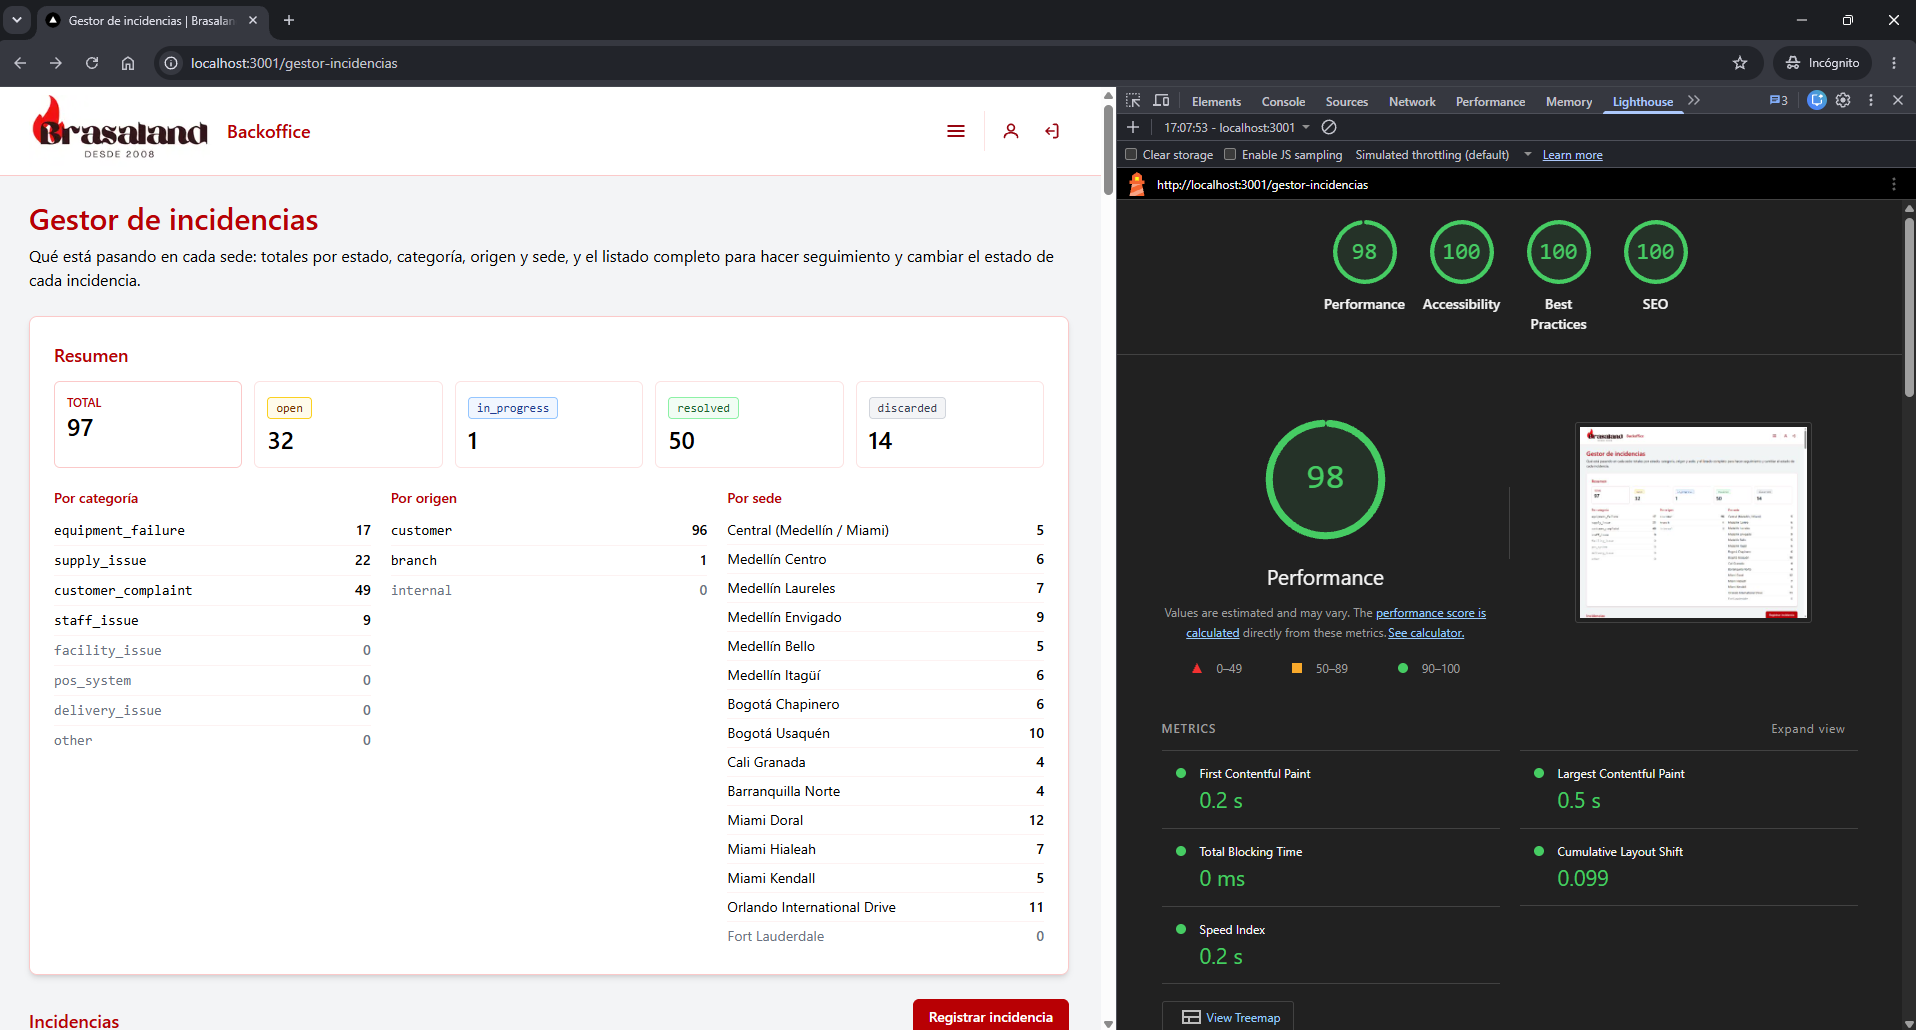 Gestor de incidencias | Brasalan
localhost:3001/gestor-incidencias
Incógnito
Brasaland
DESDE 2008
Backoffice
Gestor de incidencias
Qué está pasando en cada sede: totales por estado, categoría, origen y sede, y el listado completo para hacer seguimiento y cambiar el estado de
cada incidencia.
Resumen
TOTAL
97
open
32
in_progress
1
resolved
50
discarded
14
Por categoría
equipment_failure 17
supply_issue 22
customer_complaint 49
staff_issue 9
facility_issue 0
pos_system 0
delivery_issue 0
other 0
Por origen
customer 96
branch 1
internal 0
Por sede
Central (Medellín / Miami) 5
Medellín Centro 6
Medellín Laureles 7
Medellín Envigado 9
Medellín Bello 5
Medellín Itagüí 6
Bogotá Chapinero 6
Bogotá Usaquén 10
Cali Granada 4
Barranquilla Norte 4
Miami Doral 12
Miami Hialeah 7
Miami Kendall 5
Orlando International Drive 11
Fort Lauderdale 0
Incidencias
Registrar incidencia
Elements Console Sources Network Performance Memory Lighthouse 3
17:07:53 - localhost:3001
Clear storage Enable JS sampling Simulated throttling (default) Learn more
http://localhost:3001/gestor-incidencias
98 100 100 100
Performance Accessibility Best Practices SEO
98
Performance
Values are estimated and may vary. The performance score is
calculated directly from these metrics. See calculator.
0–49 50–89 90–100
METRICS Expand view
First Contentful Paint
0.2 s
Largest Contentful Paint
0.5 s
Total Blocking Time
0 ms
Cumulative Layout Shift
0.099
Speed Index
0.2 s
View Treemap